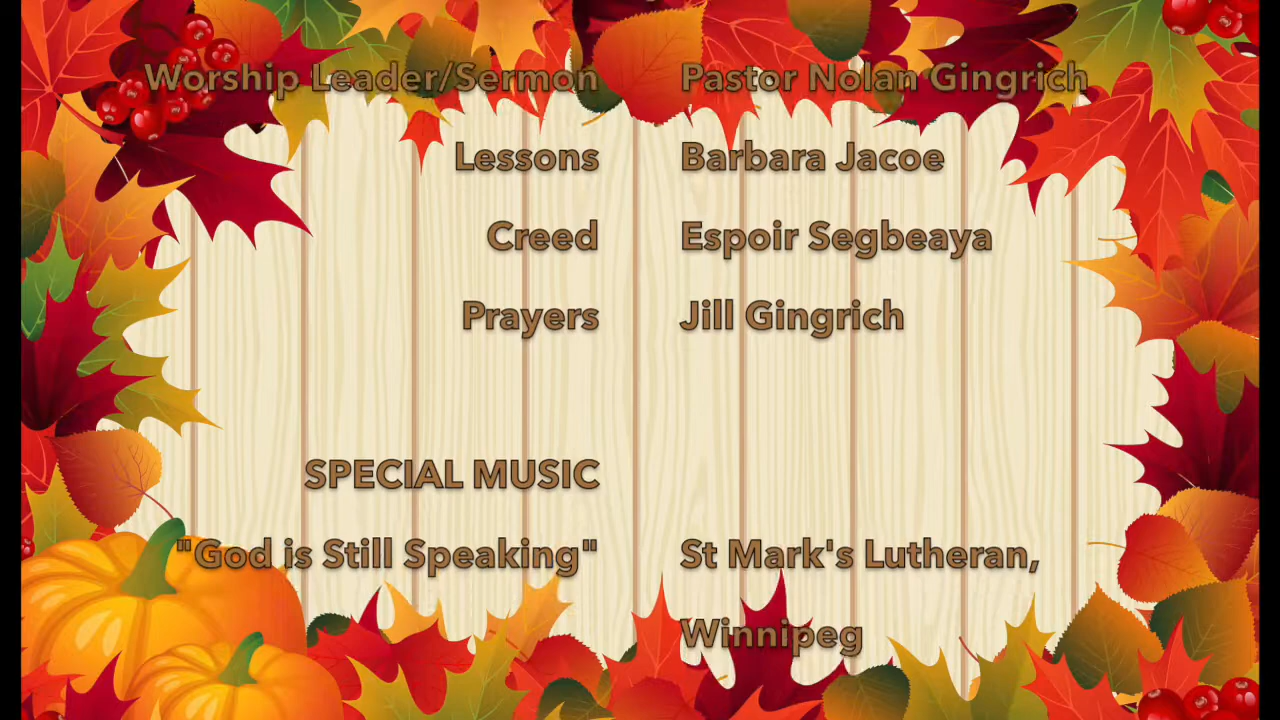 Worship Leader/Sermon Pastor Nolan Gingrich
Lessons Barbara Jacoe
Creed Espoir Segbeaya
Prayers Jill Gingrich
SPECIAL MUSIC
"God is Still Speaking" St Mark's Lutheran,
Winnipeg